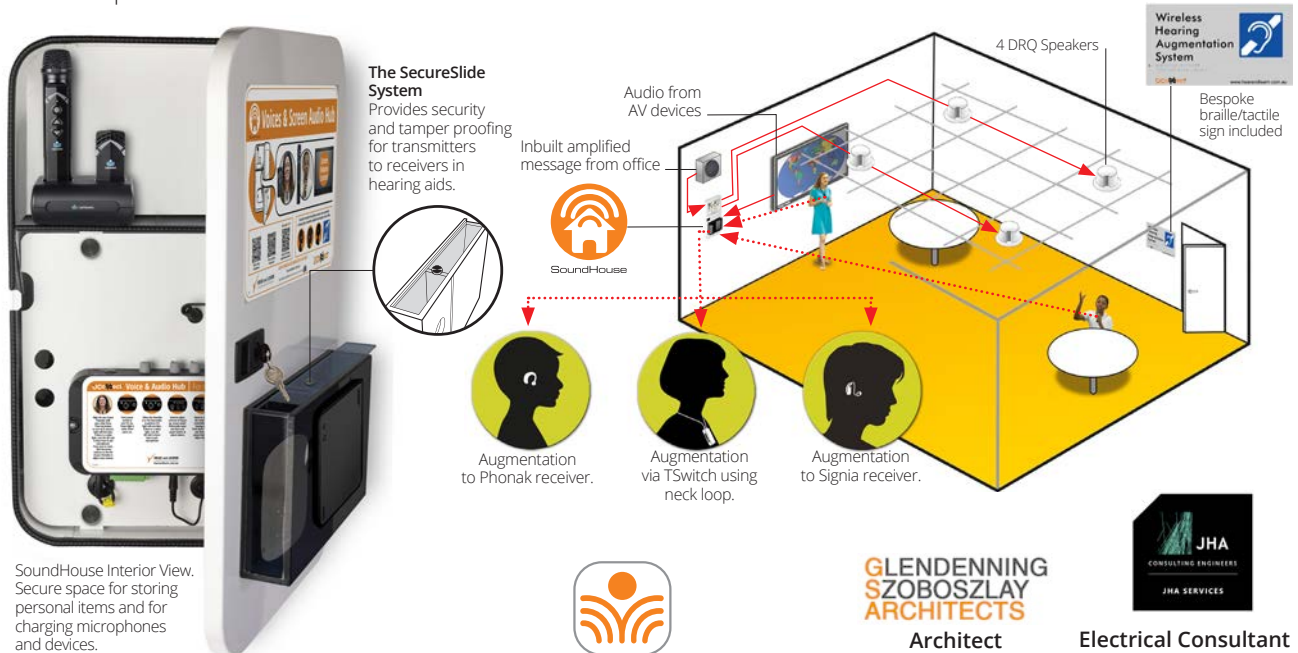 The SecureSlide
System
Provides security
and tamper proofing
for transmitters
to receivers in
hearing aids.
Voices & Screen Audio Hub
Voice & Audio Hub
SoundHouse Interior View.
Secure space for storing
personal items and for
charging microphones
and devices.
Audio from
AV devices
Inbuilt amplified
message from office
SoundHouse
4 DRQ Speakers
Wireless
Hearing
Augmentation
System
www.hearandlearn.com.au
Bespoke
braille/tactile
sign included
Augmentation
to Phonak receiver.
Augmentation
via TSwitch using
neck loop.
Augmentation
to Signia receiver.
GLENDENNING
SZOBOSZLAY
ARCHITECTS
Architect
JHA
CONSULTING ENGINEERS
JHA SERVICES
Electrical Consultant